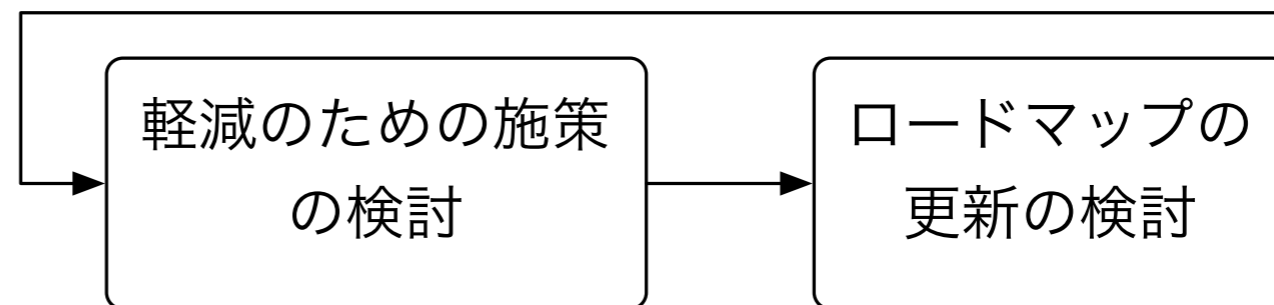 軽減のための施策
の検討
ロードマップの
更新の検討